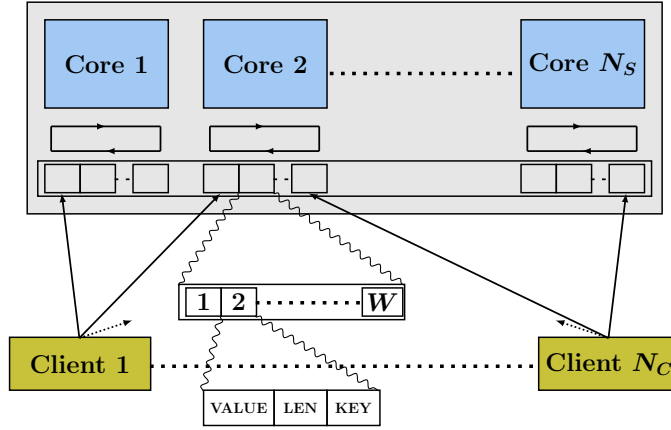 Core 1 Core 2 Core N_S
1 2 W
Client 1 Client N_C
VALUE LEN KEY